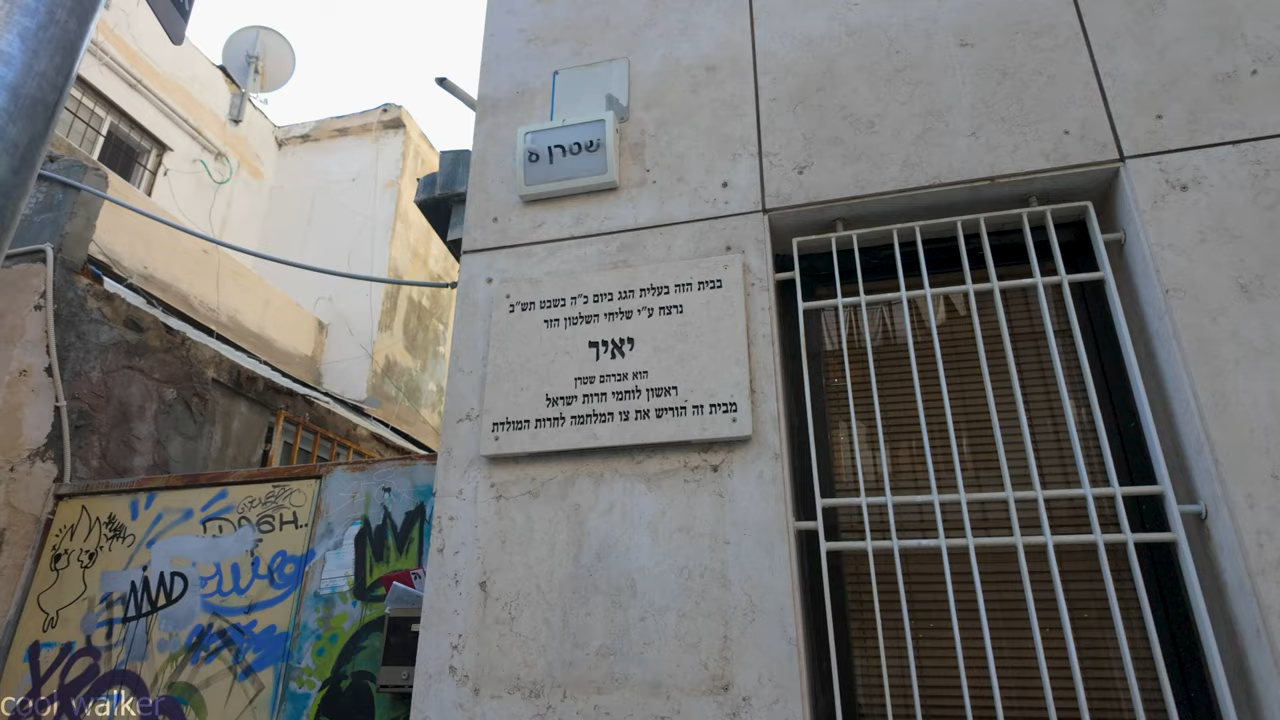 שטרן 8
בבית הזה בעלית הגג ביום כ"ה בשבט תש"ב
נרצח ע"י שליחי השלטון הזר
יאיר
הוא אברהם שטרן
ראשון לוחמי חרות ישראל
מבית זה הוריש את צו המלחמה לחרות המולדת
DASH..
cool walker